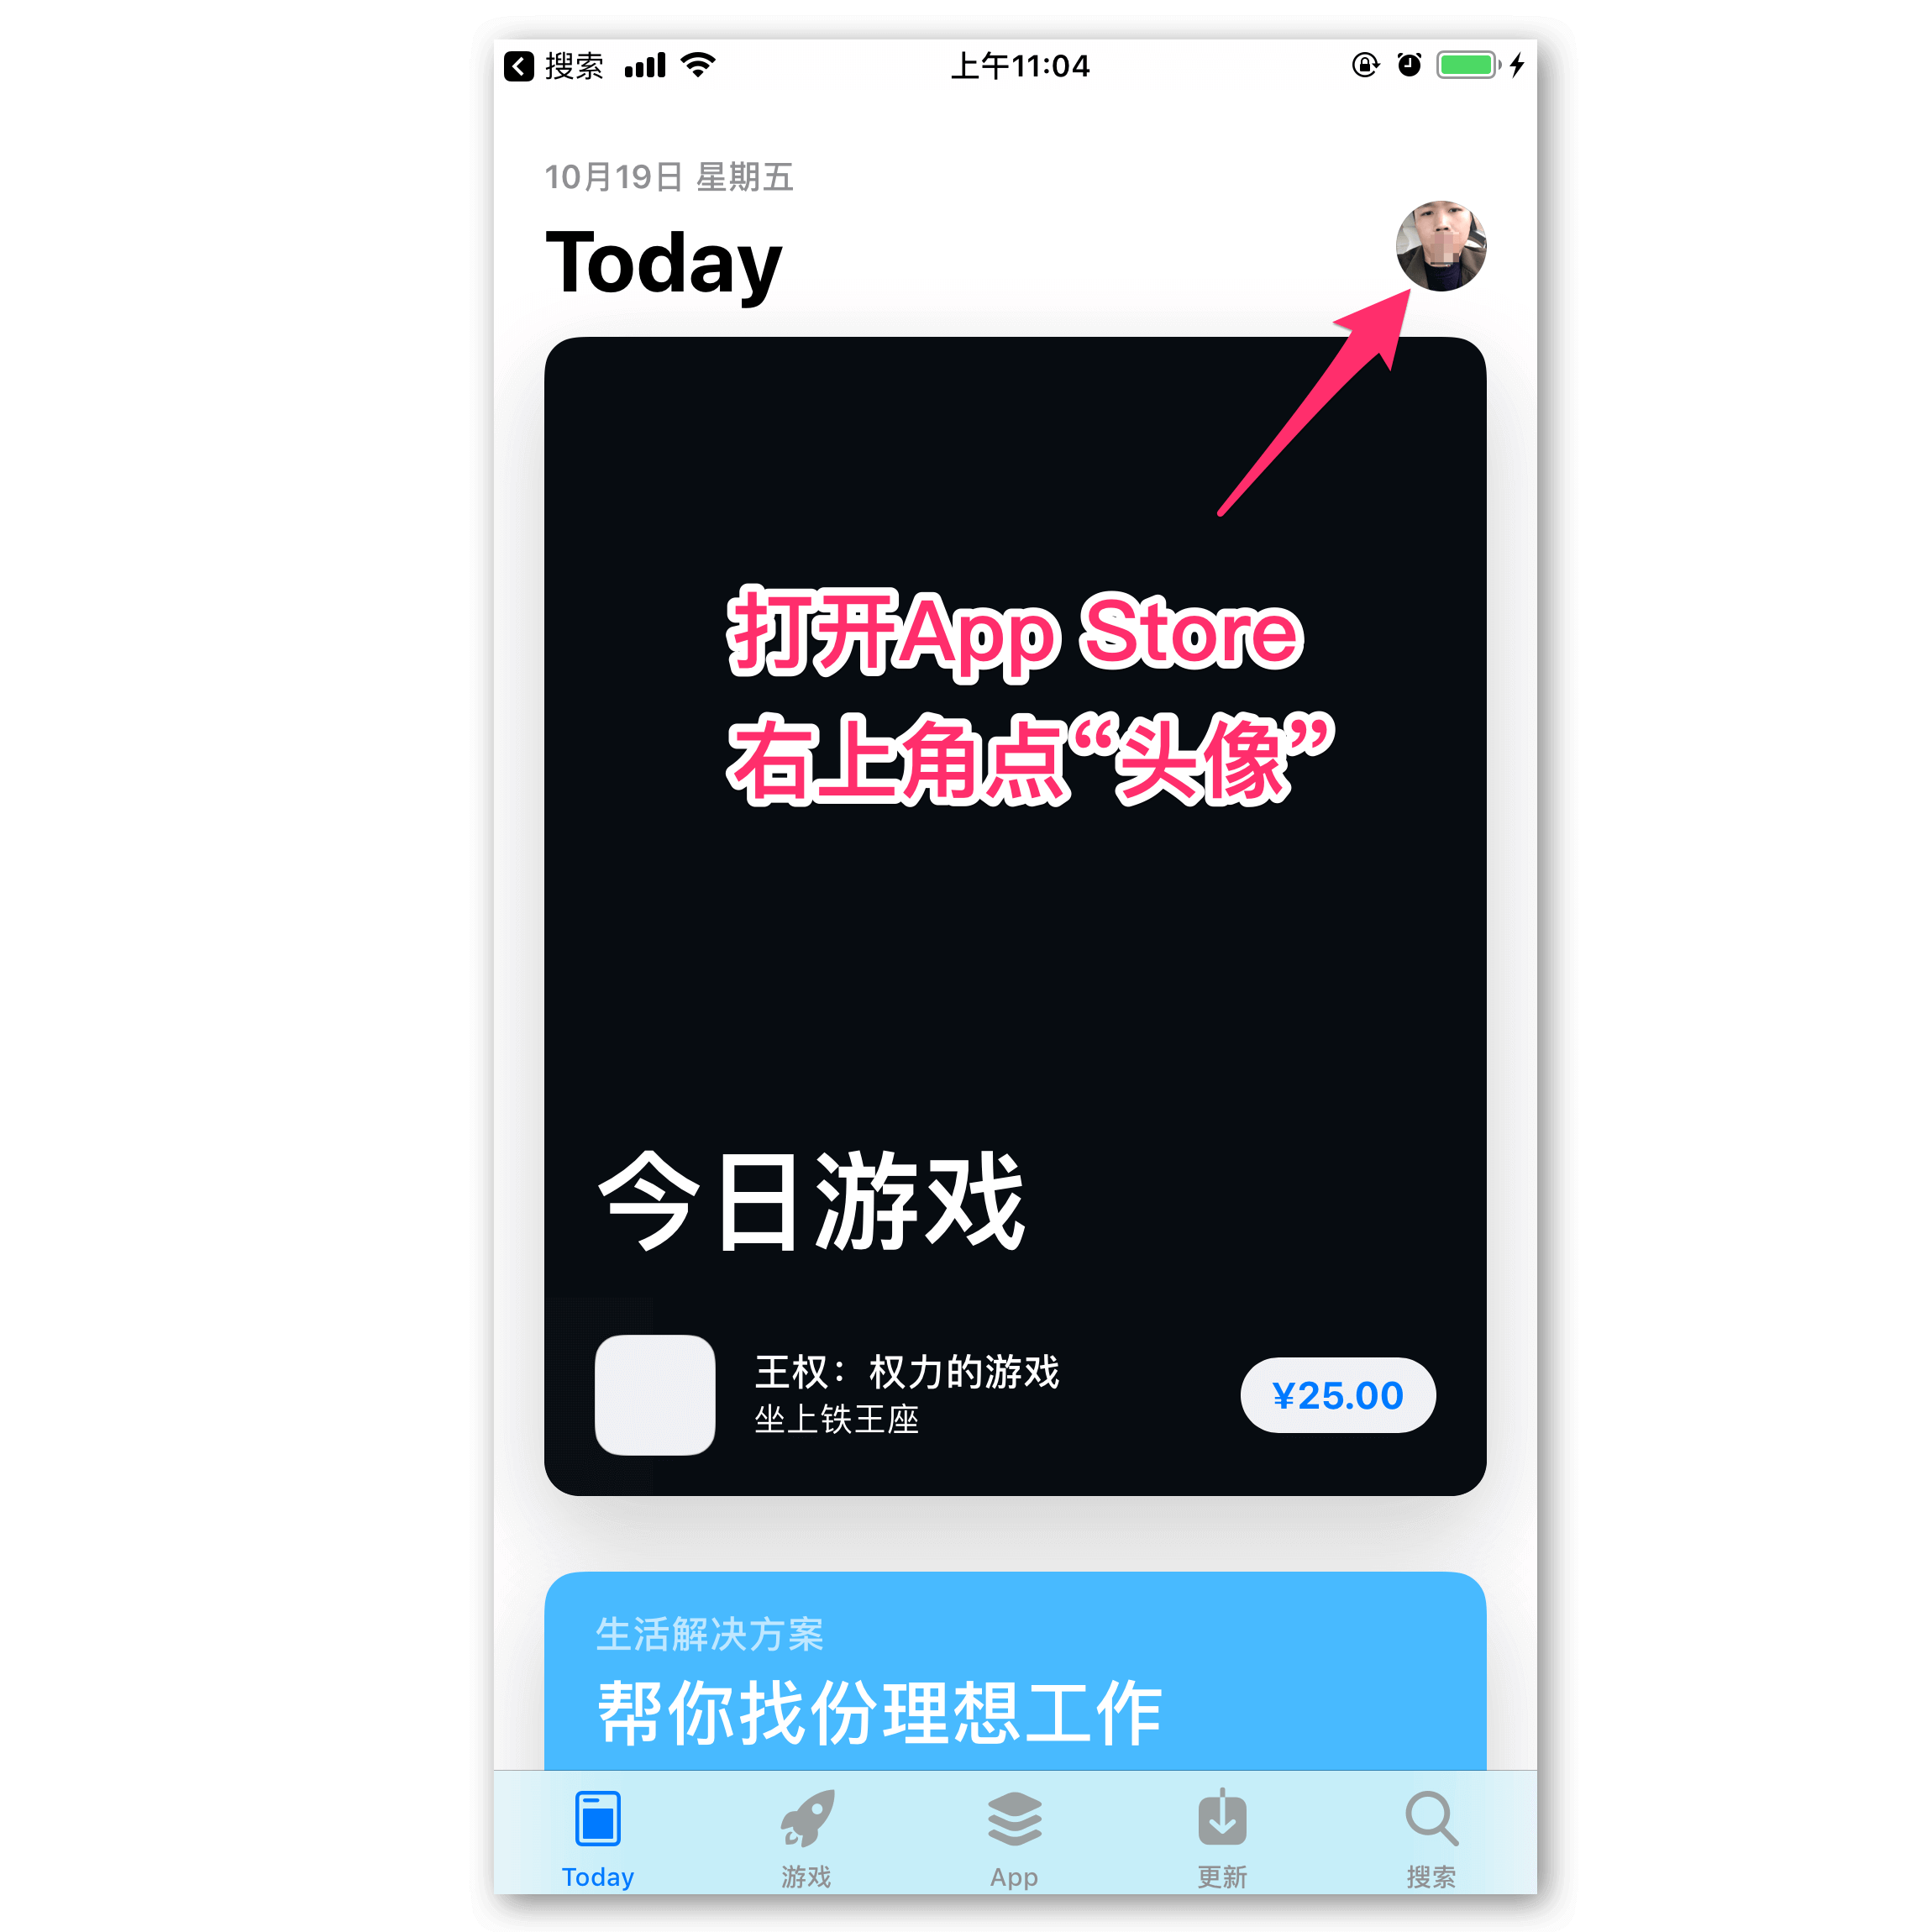 搜索
上午11:04
10月19日 星期五
Today
打开App Store
右上角点“头像”
今日游戏
王权：权力的游戏
坐上铁王座
¥25.00
生活解决方案
帮你找份理想工作
Today
游戏
App
更新
搜索